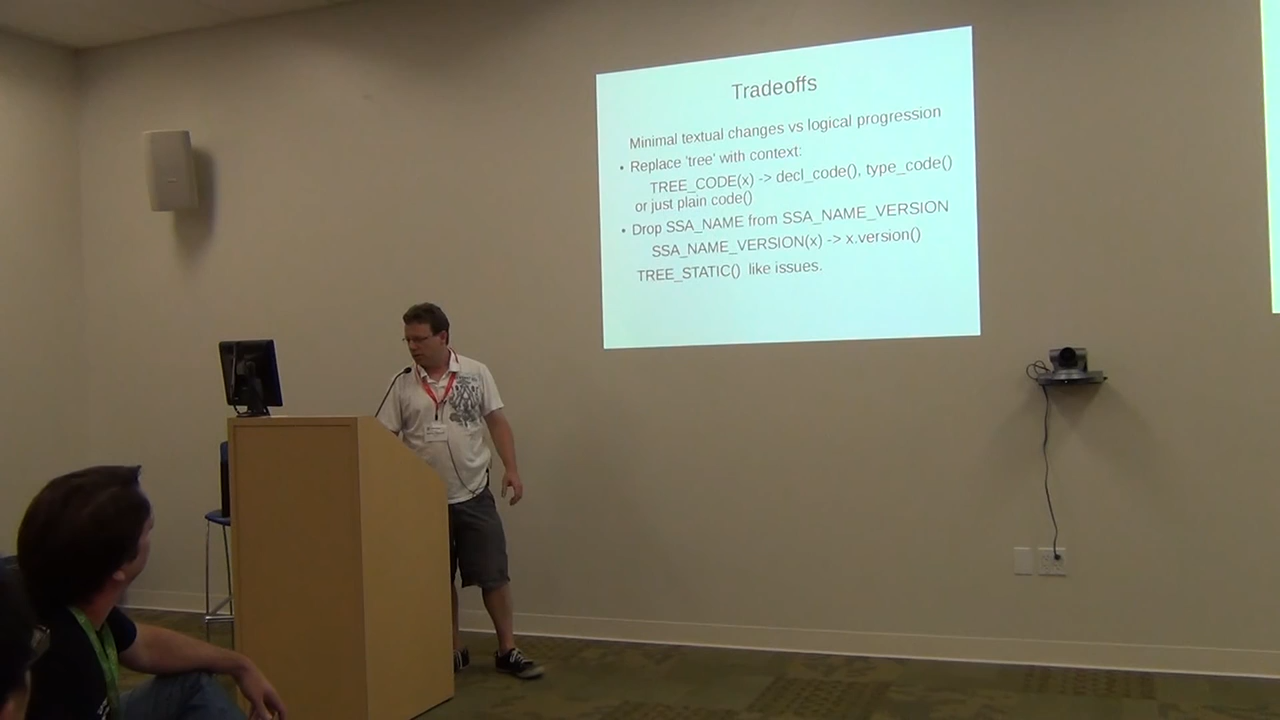 Tradeoffs
Minimal textual changes vs logical progression
• Replace 'tree' with context:
TREE_CODE(x) -> decl_code(), type_code()
or just plain code()
• Drop SSA_NAME from SSA_NAME_VERSION
SSA_NAME_VERSION(x) -> x.version()
TREE_STATIC() like issues.